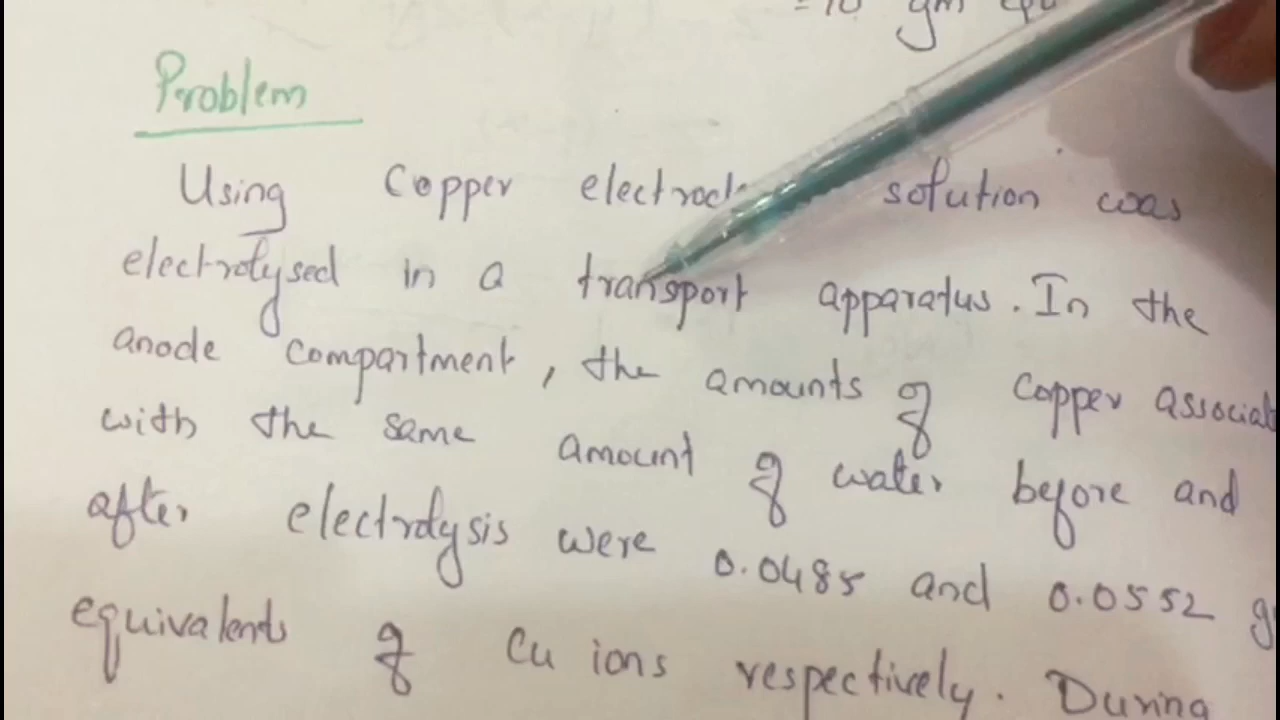 =10 gm
Problem
Using Copper solution was
electrolysed in a transport apparatus. In the
anode compartment, the amounts of Copper
with the same amount of water before and
after electrolysis were 0.0485 and 0.0552
equivalents of Cu ions respectively. During